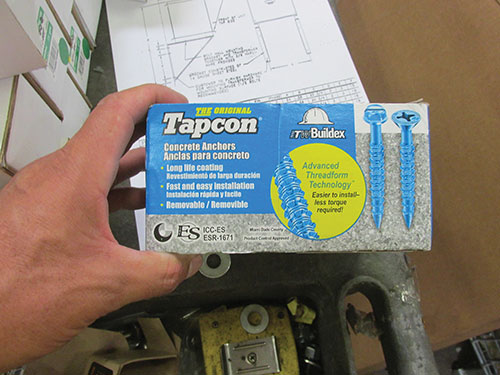 THE ORIGINAL
Tapcon
ITW Buildex
Concrete Anchors
Anclas para concreto
• Long life coating
Revestimiento de larga duración
• Fast and easy installation
Instalación rápida y facíl
• Removable / Removible
Advanced
Threadform
Technology
Easier to install-
less torque
required!
ES
ICC-ES
ESR-1671
Miami Dade County
Product Control Approved